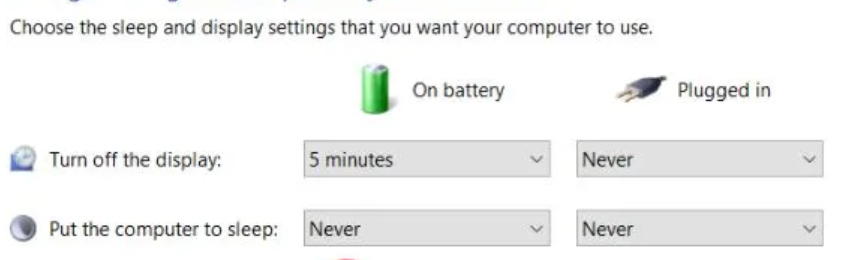 Choose the sleep and display settings that you want your computer to use.
On battery Plugged in
Turn off the display: 5 minutes Never
Put the computer to sleep: Never Never